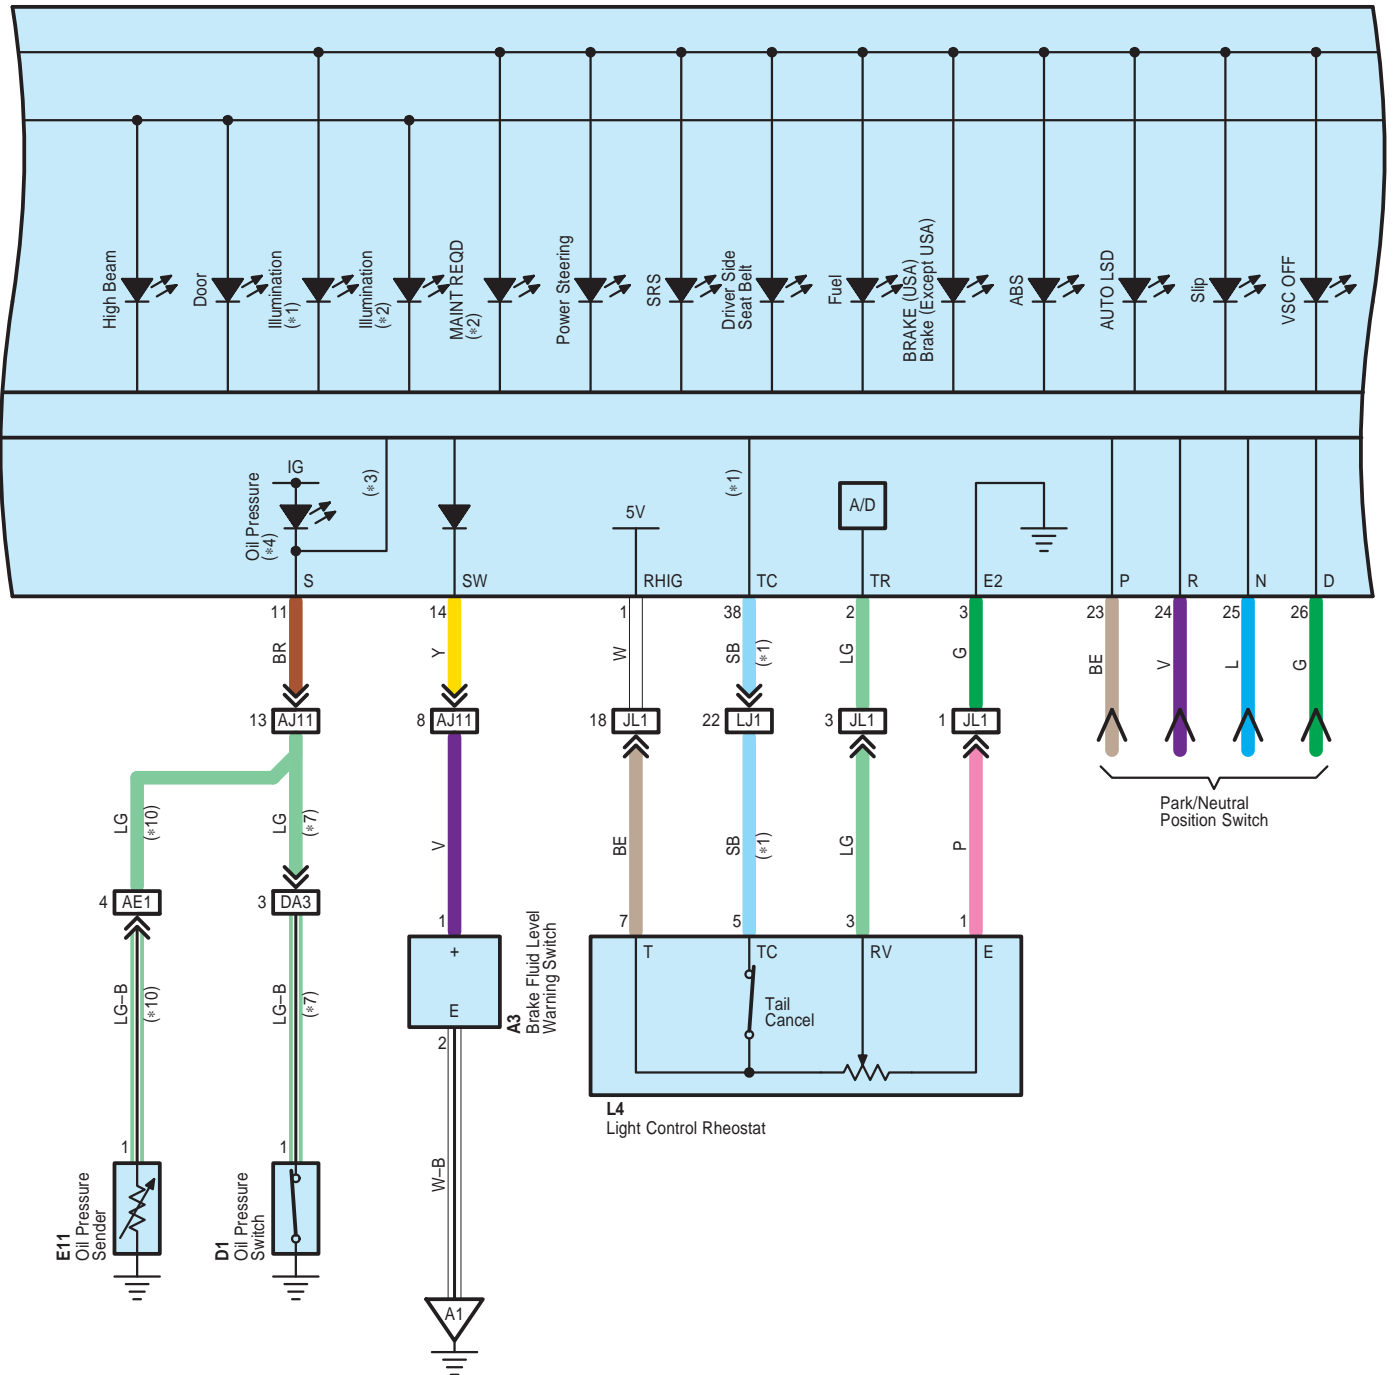 High Beam
Door
Illumination
(*1)
Illumination
(*2)
MAINT REQD
(*2)
Power Steering
SRS
Driver Side
Seat Belt
Fuel
BRAKE (USA)
Brake (Except USA)
ABS
AUTO LSD
Slip
VSC OFF
Oil Pressure
(*4)
IG
(*3)
5V
(*1)
A/D
S
SW
RHIG
TC
TR
E2
P
R
N
D
11
14
1
38
2
3
23
24
25
26
BR
Y
W
SB
(*1)
LG
G
BE
V
L
G
13 AJ11
8 AJ11
18 JL1
22 LJ1
3 JL1
1 JL1
Park/Neutral
Position Switch
LG
(*10)
LG
(*7)
V
BE
SB
(*1)
LG
P
4 AE1
3 DA3
1
7
5
3
1
LG–B
(*10)
LG–B
(*7)
+
E
2
A3
Brake Fluid Level
Warning Switch
T
TC
RV
E
Tail
Cancel
L4
Light Control Rheostat
1
1
W–B
E11
Oil Pressure
Sender
D1
Oil Pressure
Switch
A1